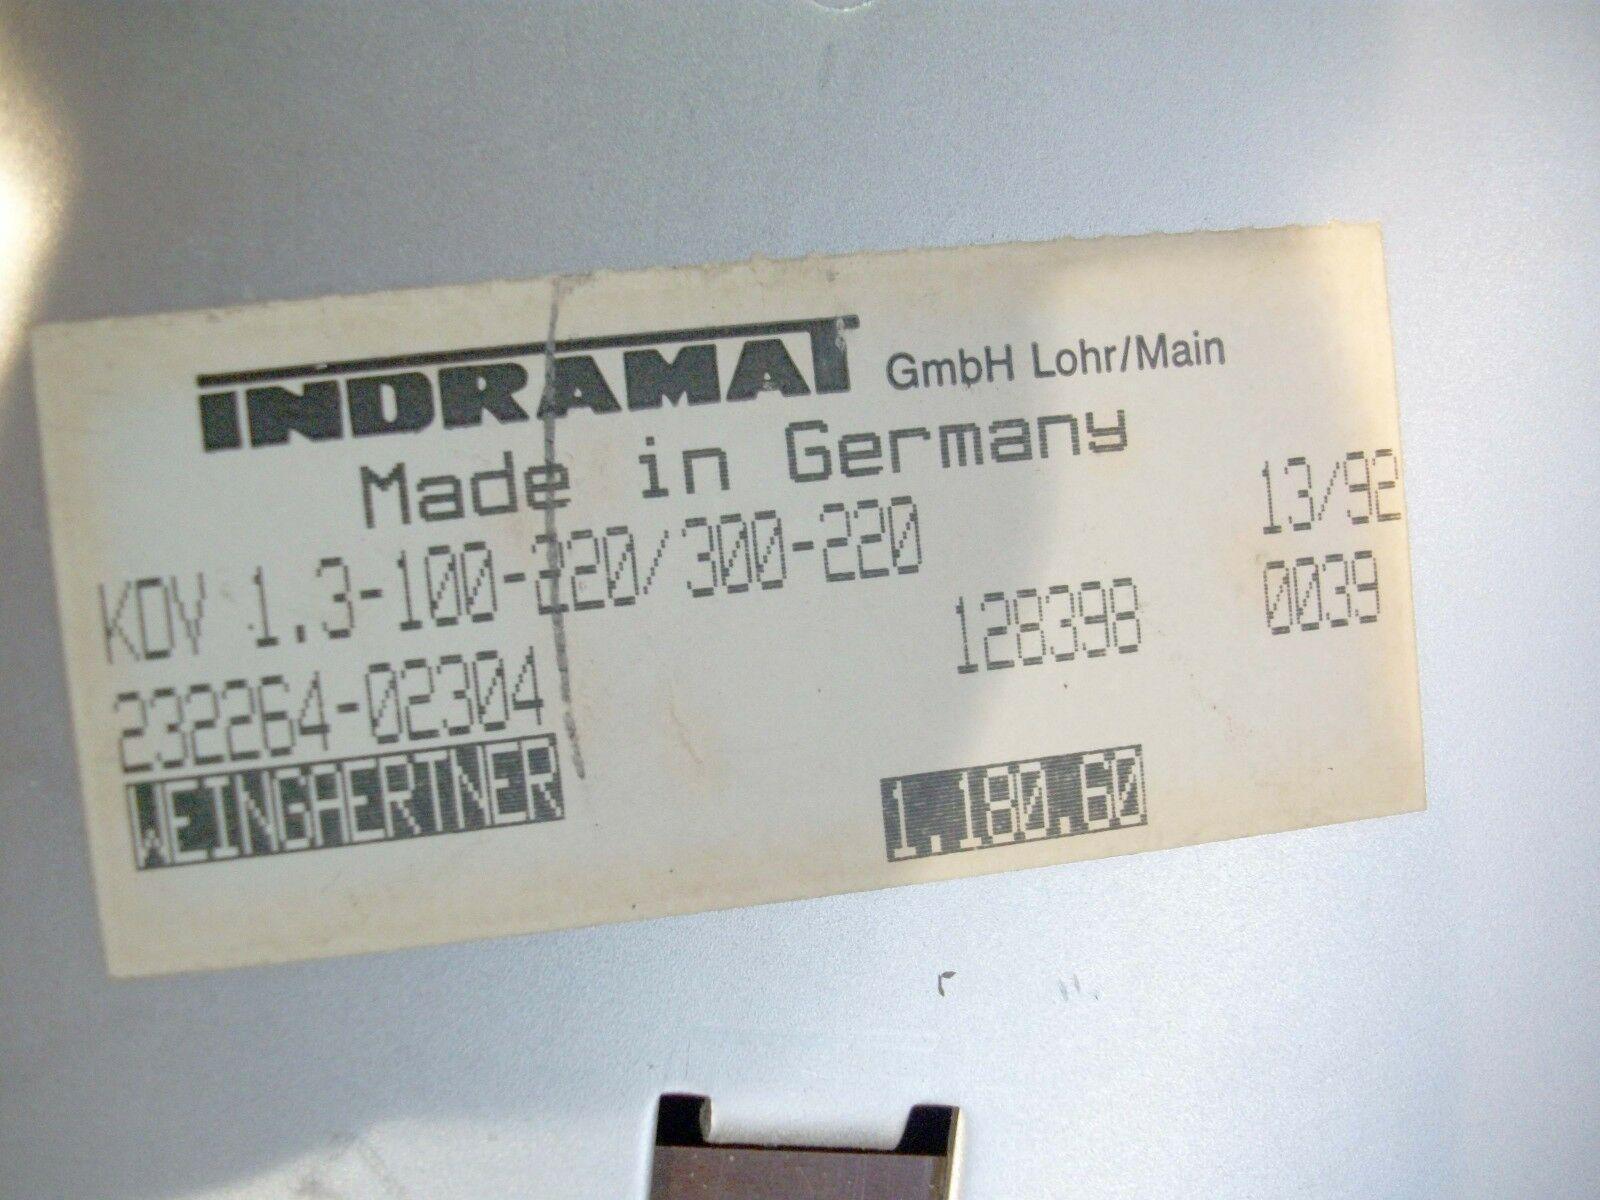 INDRAMAT GmbH Lohr/Main
Made in Germany
KDV 1.3-100-220/300-220 13/92
232264-02304 128398 0039
WEINGAERTNER 1.180.60